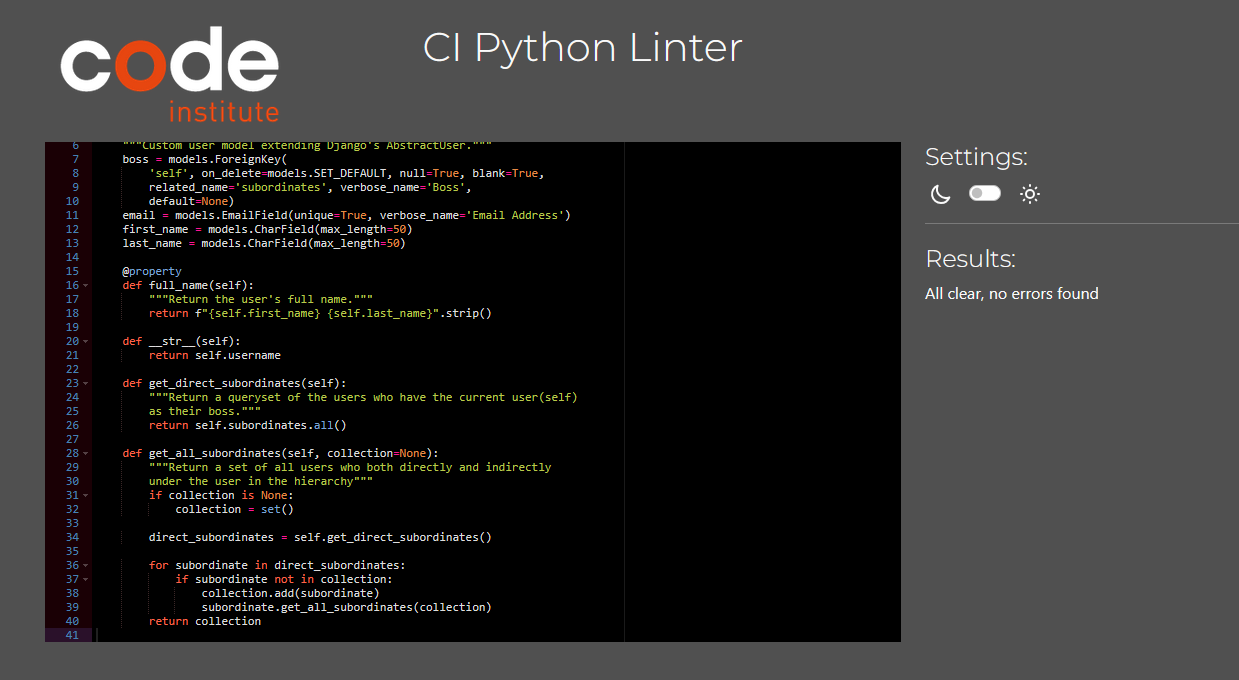 code
institute
CI Python Linter
6 """Custom user model extending Django's AbstractUser."""
7 boss = models.ForeignKey(
8 'self', on_delete=models.SET_DEFAULT, null=True, blank=True,
9 related_name='subordinates', verbose_name='Boss',
10 default=None)
11 email = models.EmailField(unique=True, verbose_name='Email Address')
12 first_name = models.CharField(max_length=50)
13 last_name = models.CharField(max_length=50)
14
15 @property
16 def full_name(self):
17 """Return the user's full name."""
18 return f"{self.first_name} {self.last_name}".strip()
19
20 def __str__(self):
21 return self.username
22
23 def get_direct_subordinates(self):
24 """Return a queryset of the users who have the current user(self)
25 as their boss."""
26 return self.subordinates.all()
27
28 def get_all_subordinates(self, collection=None):
29 """Return a set of all users who both directly and indirectly
30 under the user in the hierarchy"""
31 if collection is None:
32 collection = set()
33
34 direct_subordinates = self.get_direct_subordinates()
35
36 for subordinate in direct_subordinates:
37 if subordinate not in collection:
38 collection.add(subordinate)
39 subordinate.get_all_subordinates(collection)
40 return collection
41
Settings:
Results:
All clear, no errors found